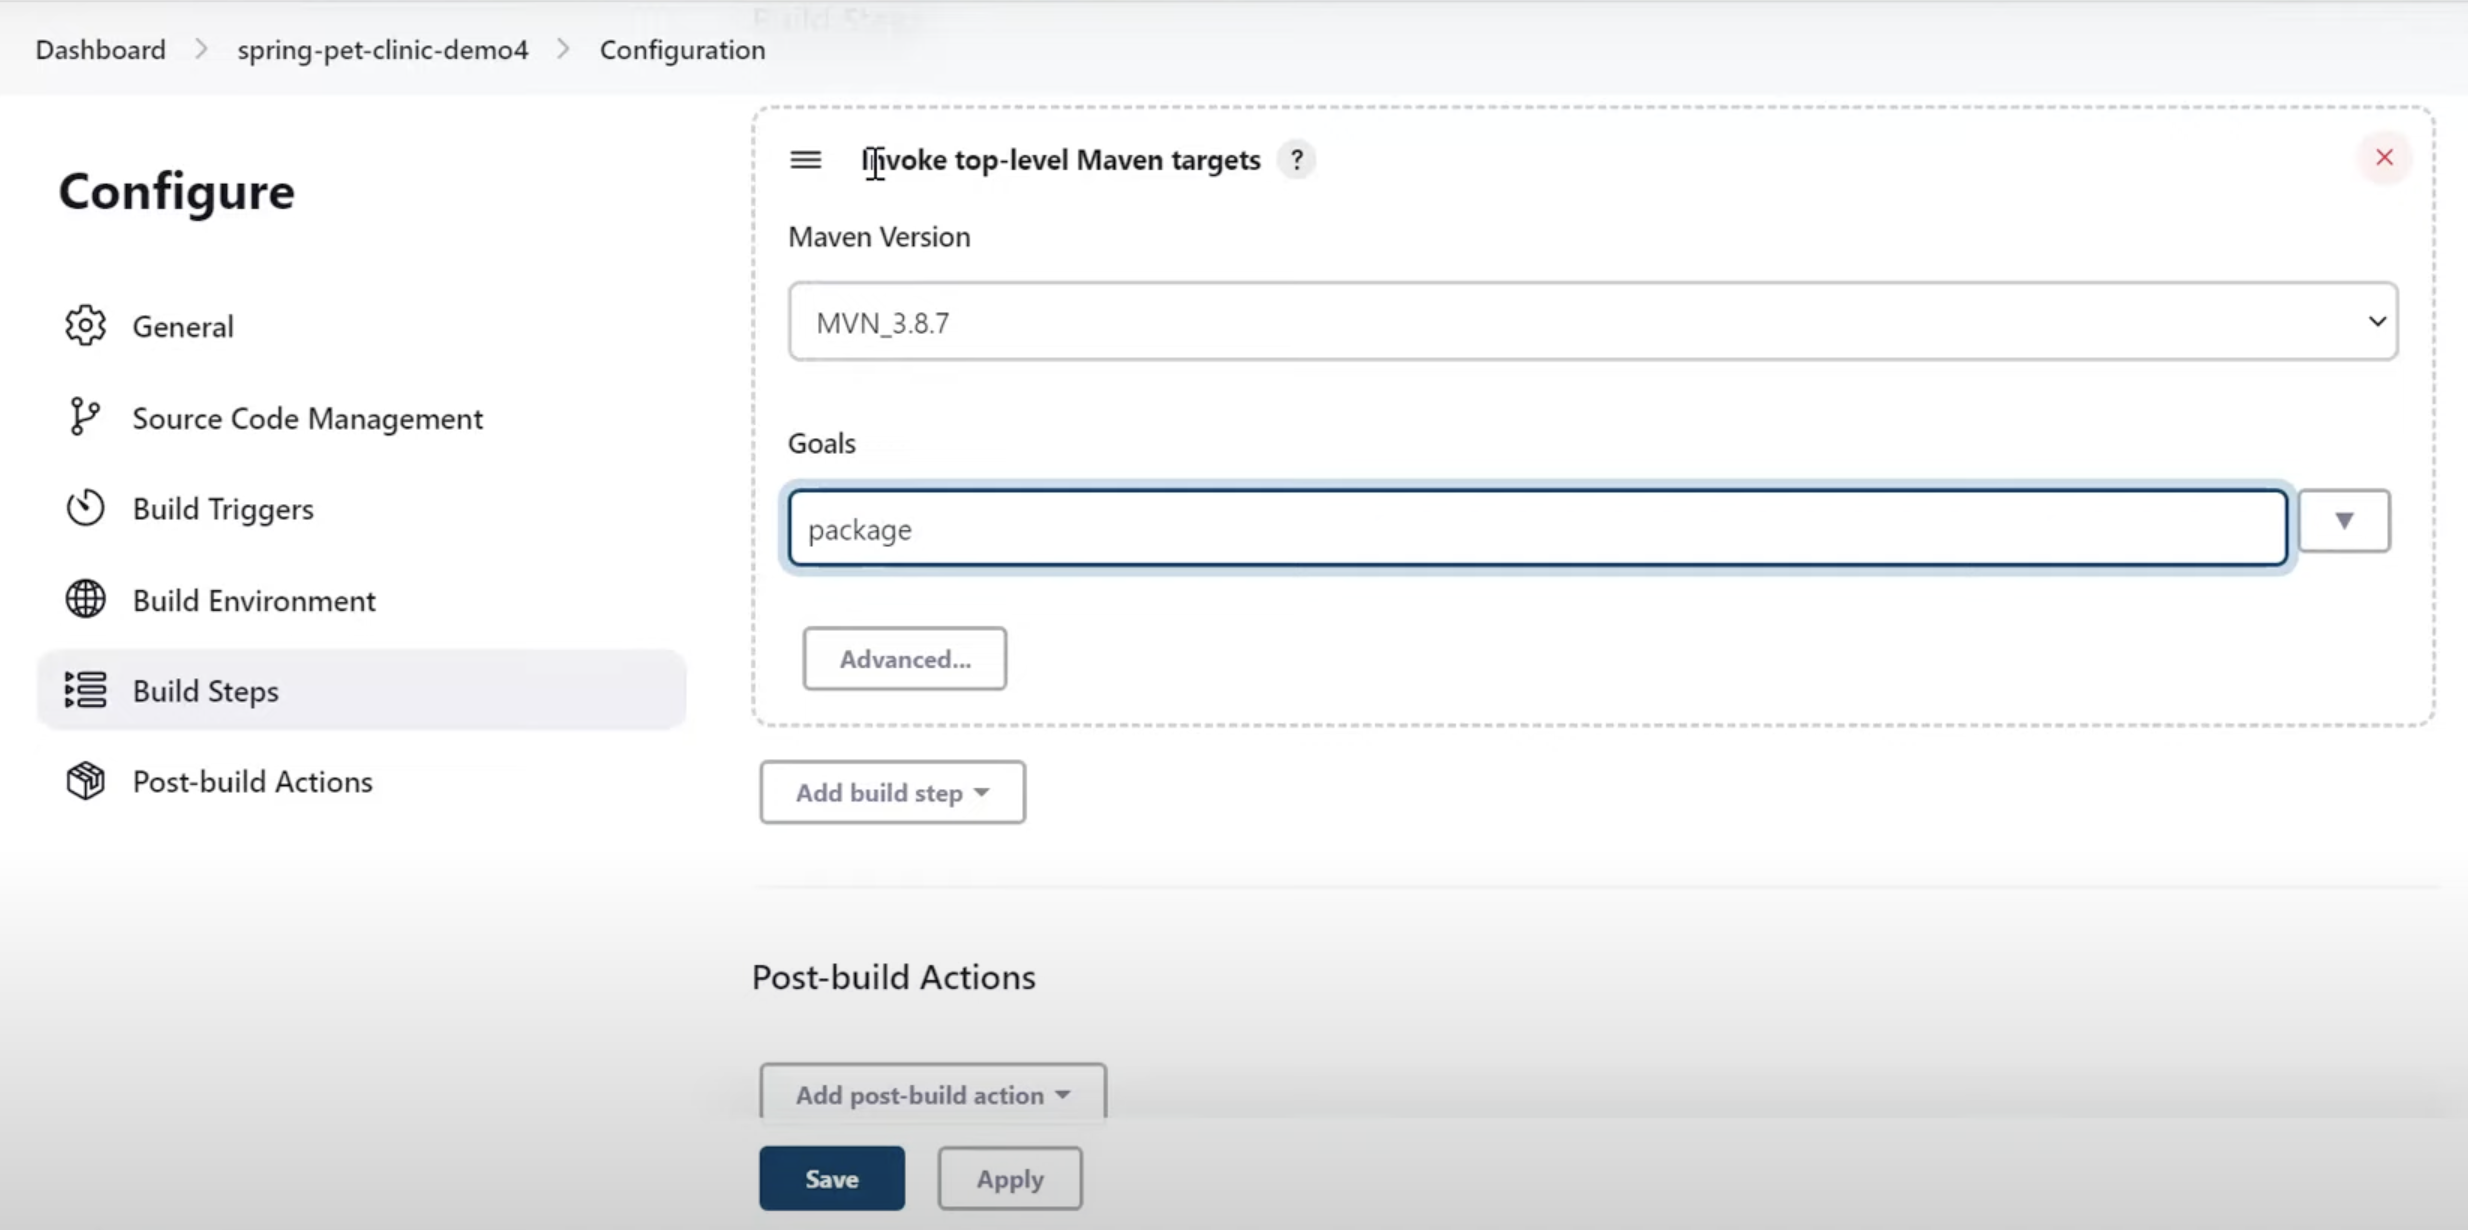 Build Steps
Dashboard > spring-pet-clinic-demo4 > Configuration
Configure
General
Source Code Management
Build Triggers
Build Environment
Build Steps
Post-build Actions
Invoke top-level Maven targets ?
Maven Version
MVN_3.8.7
Goals
package
Advanced...
Add build step
Post-build Actions
Add post-build action
Save
Apply